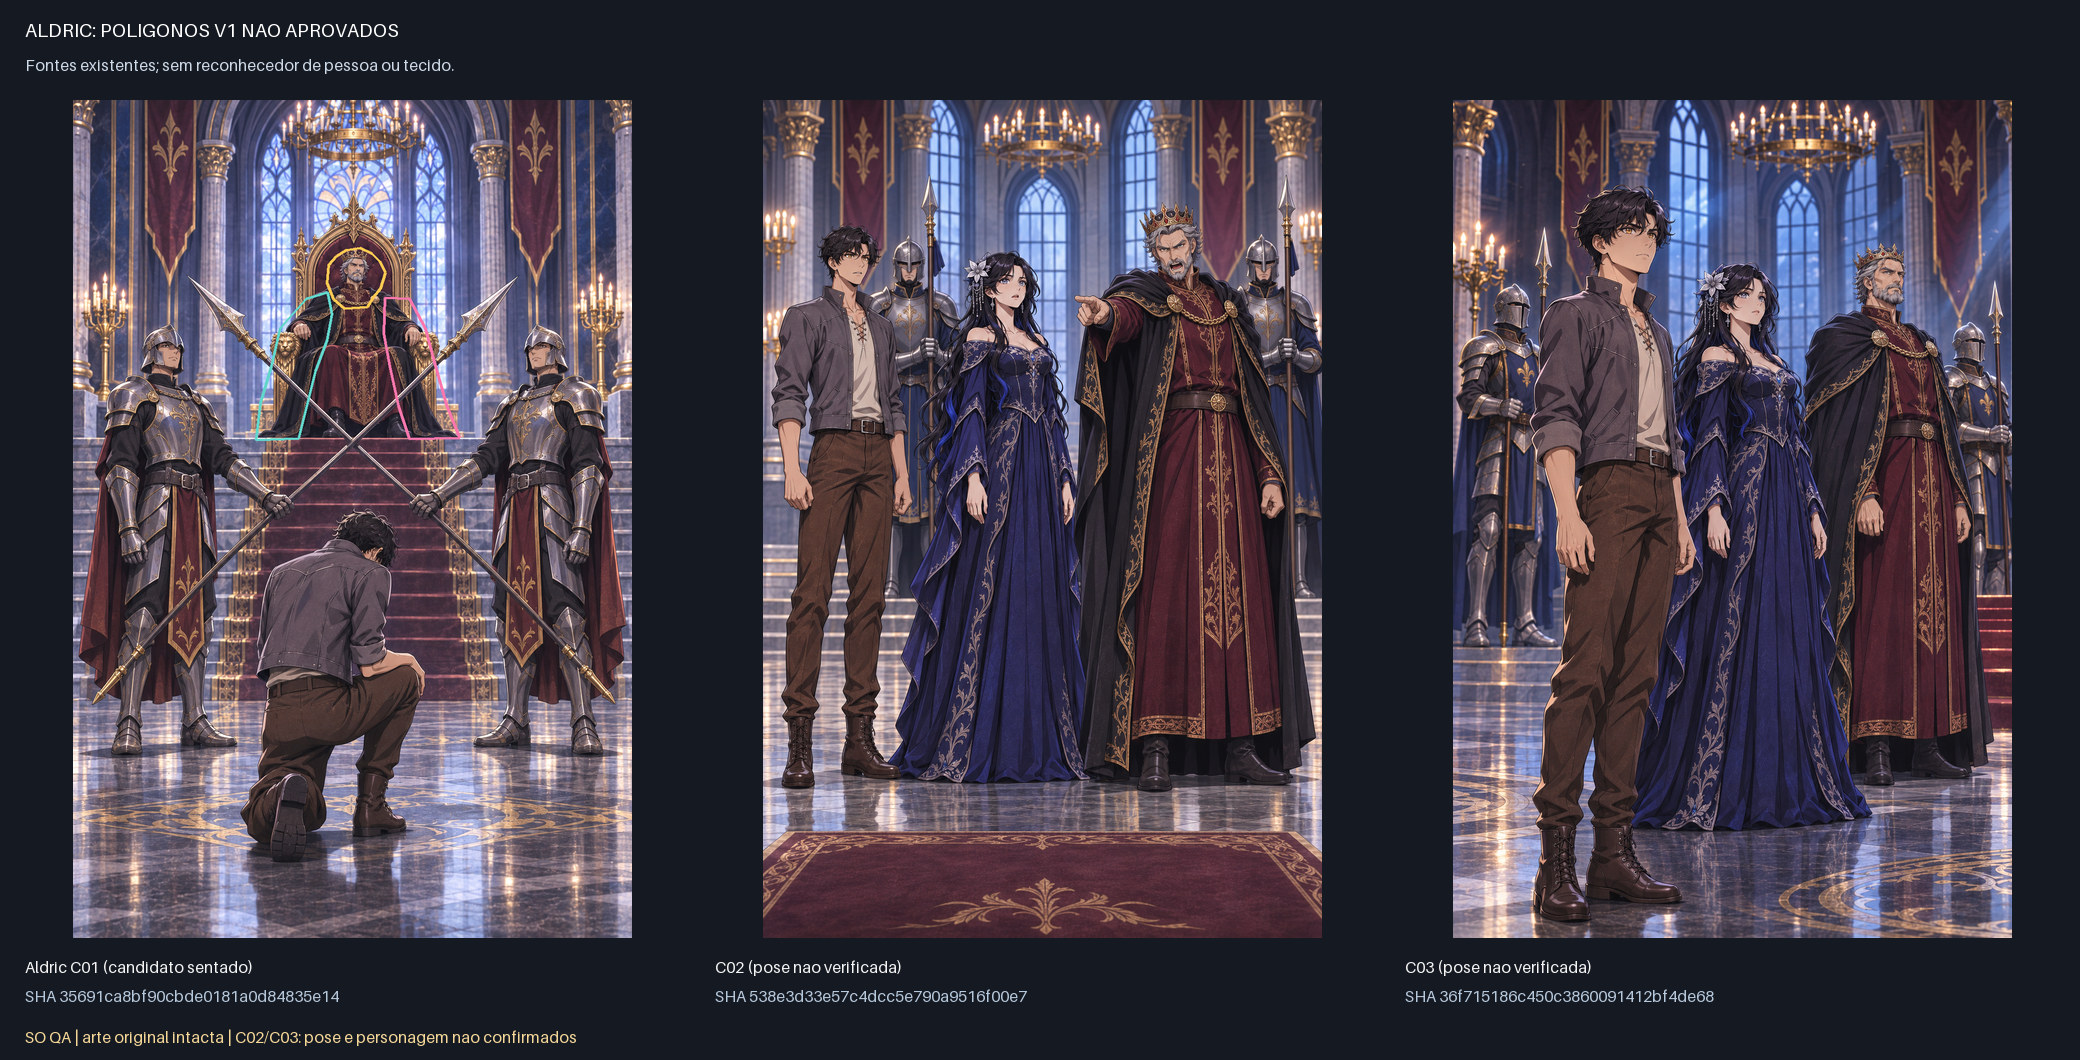 ALDRIC: POLIGONOS V1 NAO APROVADOS
Fontes existentes; sem reconhecedor de pessoa ou tecido.
Aldric C01 (candidato sentado)
SHA 35691ca8bf90cbde0181a0d84835e14
C02 (pose nao verificada)
SHA 538e3d33e57c4dcc5e790a9516f00e7
C03 (pose nao verificada)
SHA 36f715186c450c3860091412bf4de68
SO QA | arte original intacta | C02/C03: pose e personagem nao confirmados